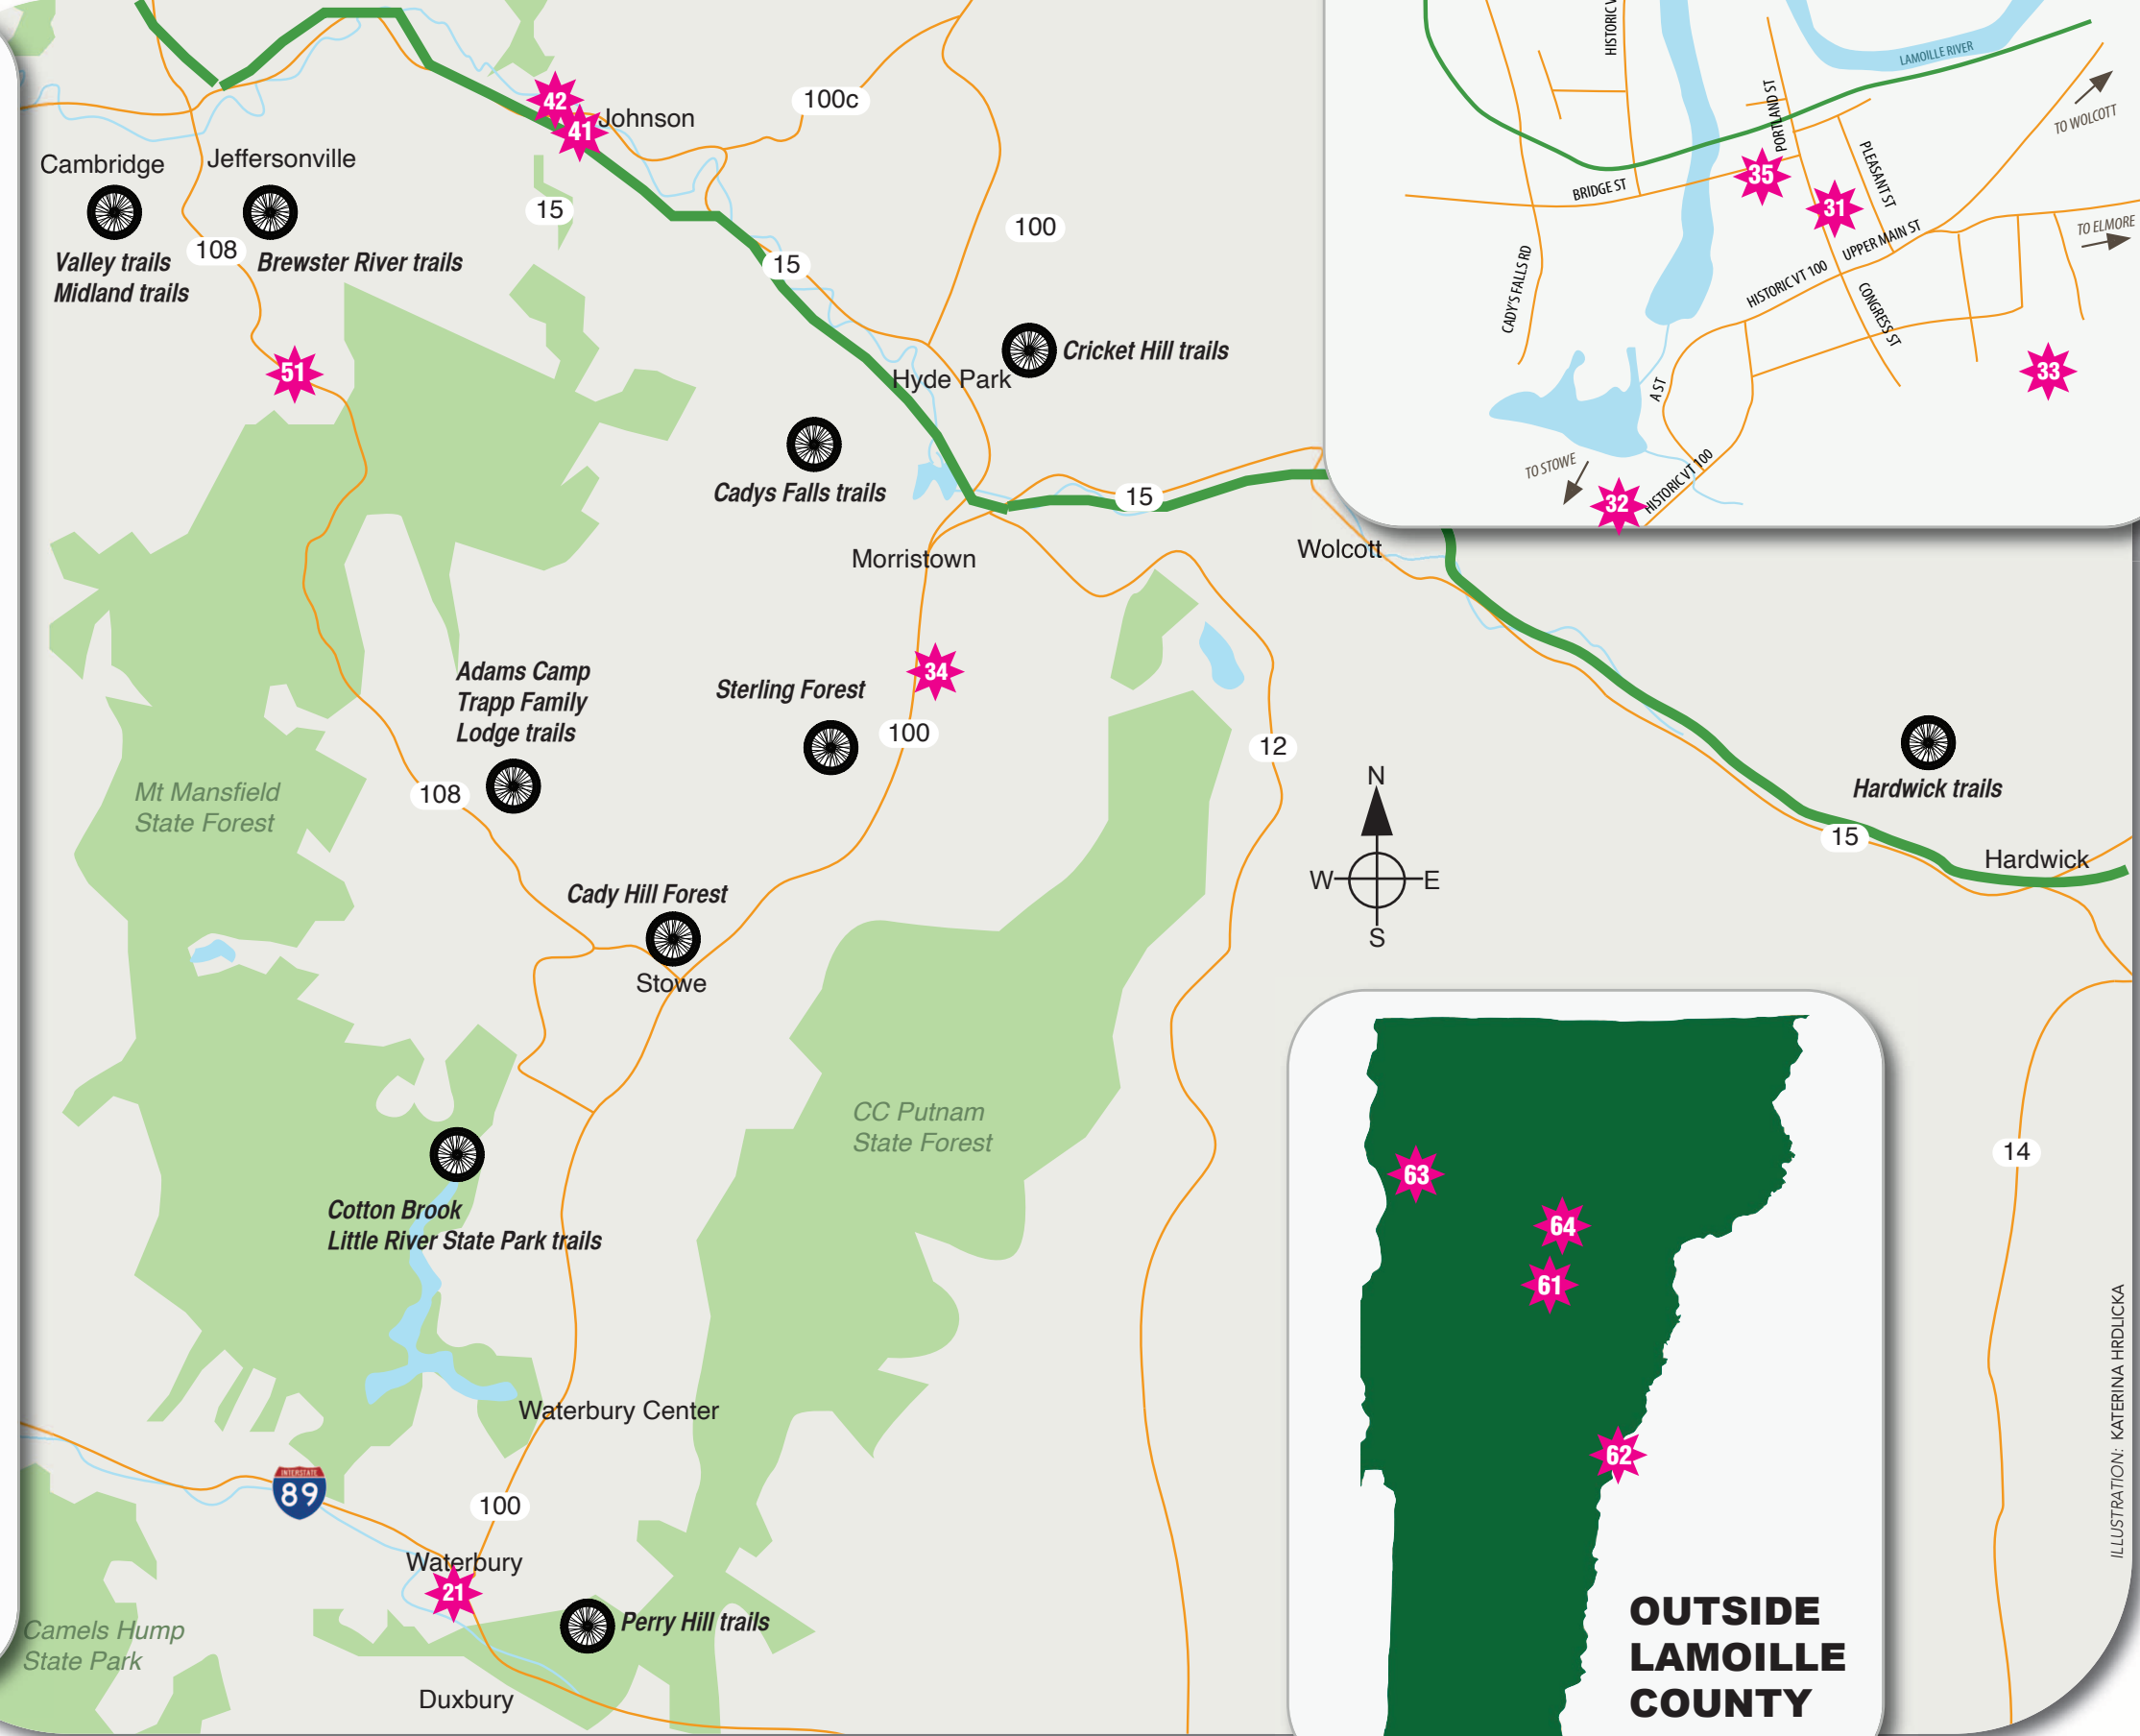 42
41
Johnson
100c
Cambridge
Jeffersonville
Valley trails
Midland trails
108
Brewster River trails
15
100
15
51
Cricket Hill trails
Hyde Park
Cadys Falls trails
15
Morristown
Wolcott
Adams Camp
Trapp Family
Lodge trails
Sterling Forest
34
100
12
108
Mt Mansfield
State Forest
Hardwick trails
15
Hardwick
Cady Hill Forest
Stowe
N
W
E
S
CC Putnam
State Forest
14
Cotton Brook
Little River State Park trails
Waterbury Center
INTERSTATE
89
100
Waterbury
21
Perry Hill trails
Camels Hump
State Park
Duxbury
HISTORIC V
LAMOILLE RIVER
PORTLAND ST
TO WOLCOTT
35
PLEASANT ST
BRIDGE ST
31
UPPER MAIN ST
TO ELMORE
CADY'S FALLS RD
HISTORIC VT 100
CONGRESS ST
33
A ST
TO STOWE
HISTORIC VT 100
32
63
64
61
62
OUTSIDE
LAMOILLE
COUNTY
ILLUSTRATION: KATERINA HRDLICKA